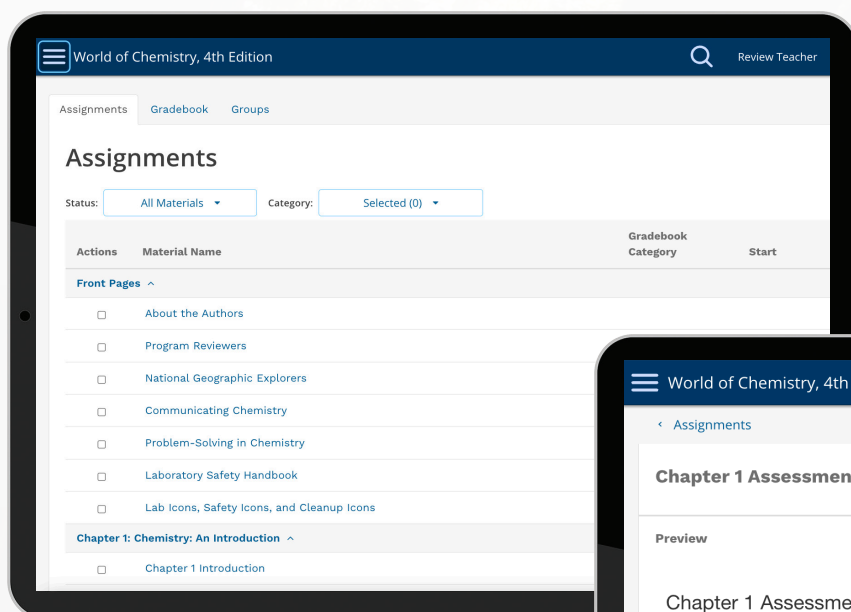 World of Chemistry, 4th Edition
Review Teacher
Assignments Gradebook Groups
Assignments
Status: All Materials Category: Selected (0)
Gradebook
Actions Material Name Category Start
Front Pages
About the Authors
Program Reviewers
National Geographic Explorers
Communicating Chemistry
Problem-Solving in Chemistry
Laboratory Safety Handbook
Lab Icons, Safety Icons, and Cleanup Icons
Chapter 1: Chemistry: An Introduction
Chapter 1 Introduction
World of Chemistry, 4th
Assignments
Chapter 1 Assessmen
Preview
Chapter 1 Assessme